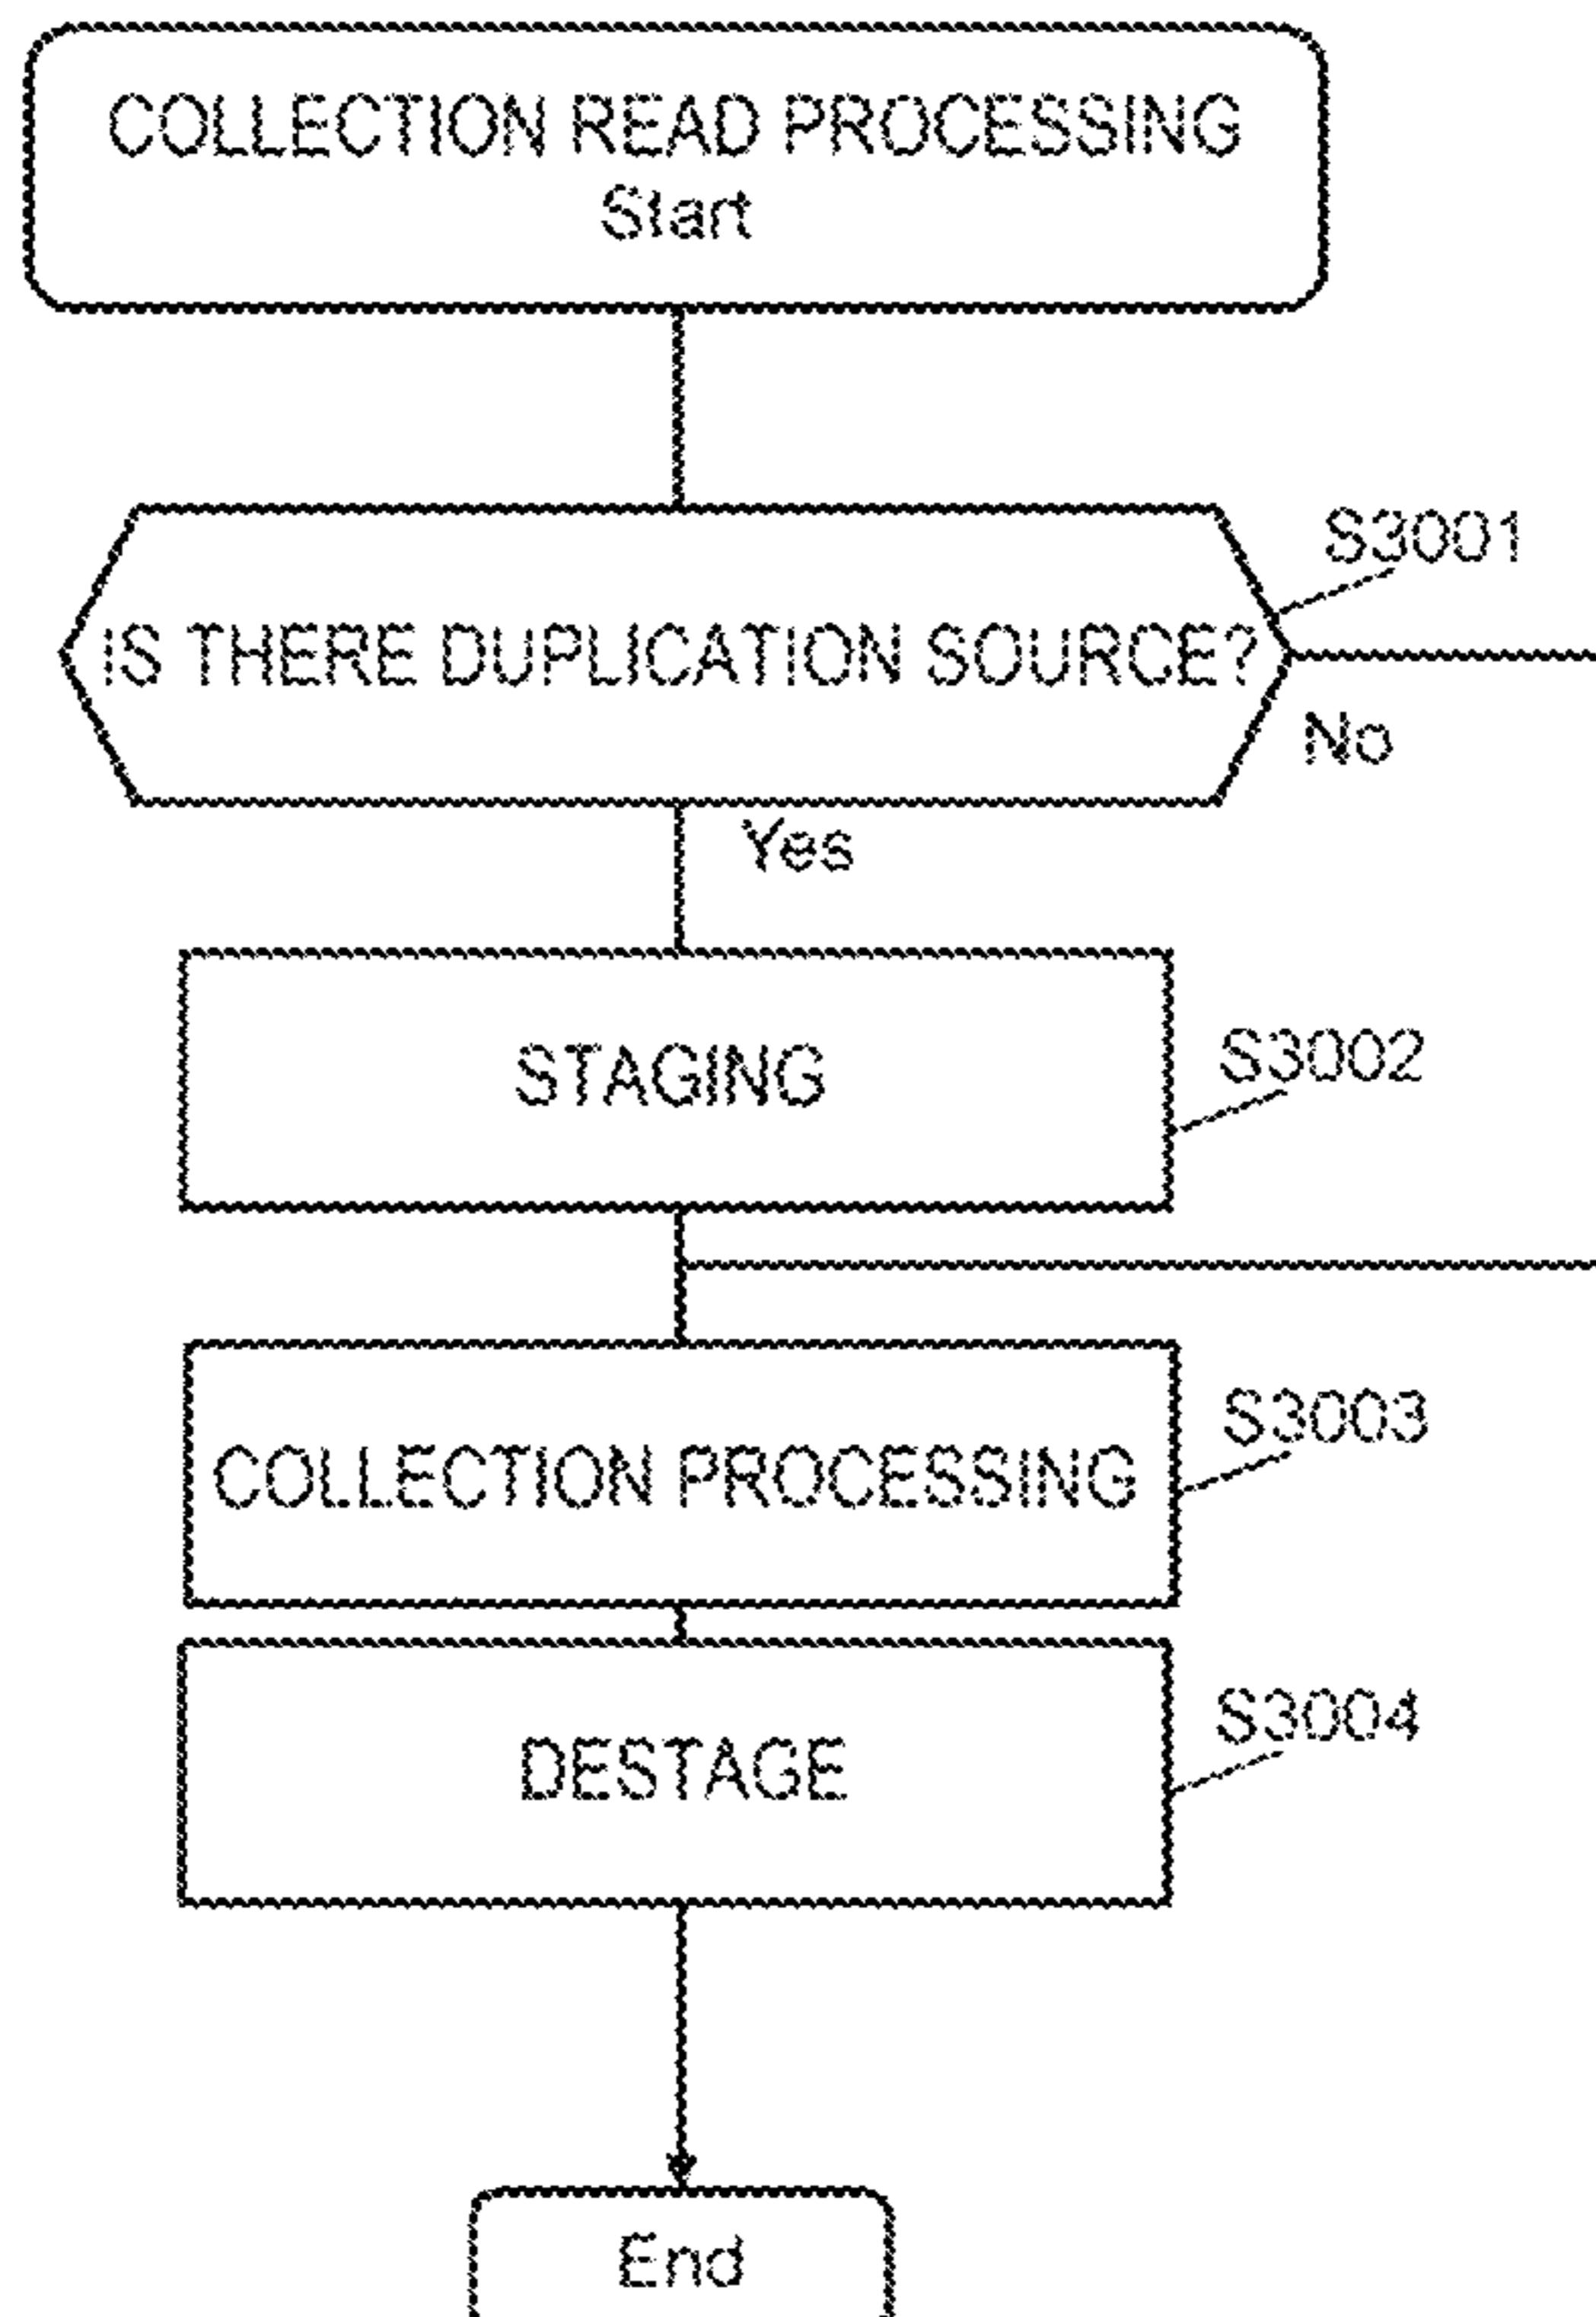 COLLECTION READ PROCESSING
Start
S3001
IS THERE DUPLICATION SOURCE?
No
Yes
STAGING
S3002
COLLECTION PROCESSING
S3003
DESTAGE
S3004
End